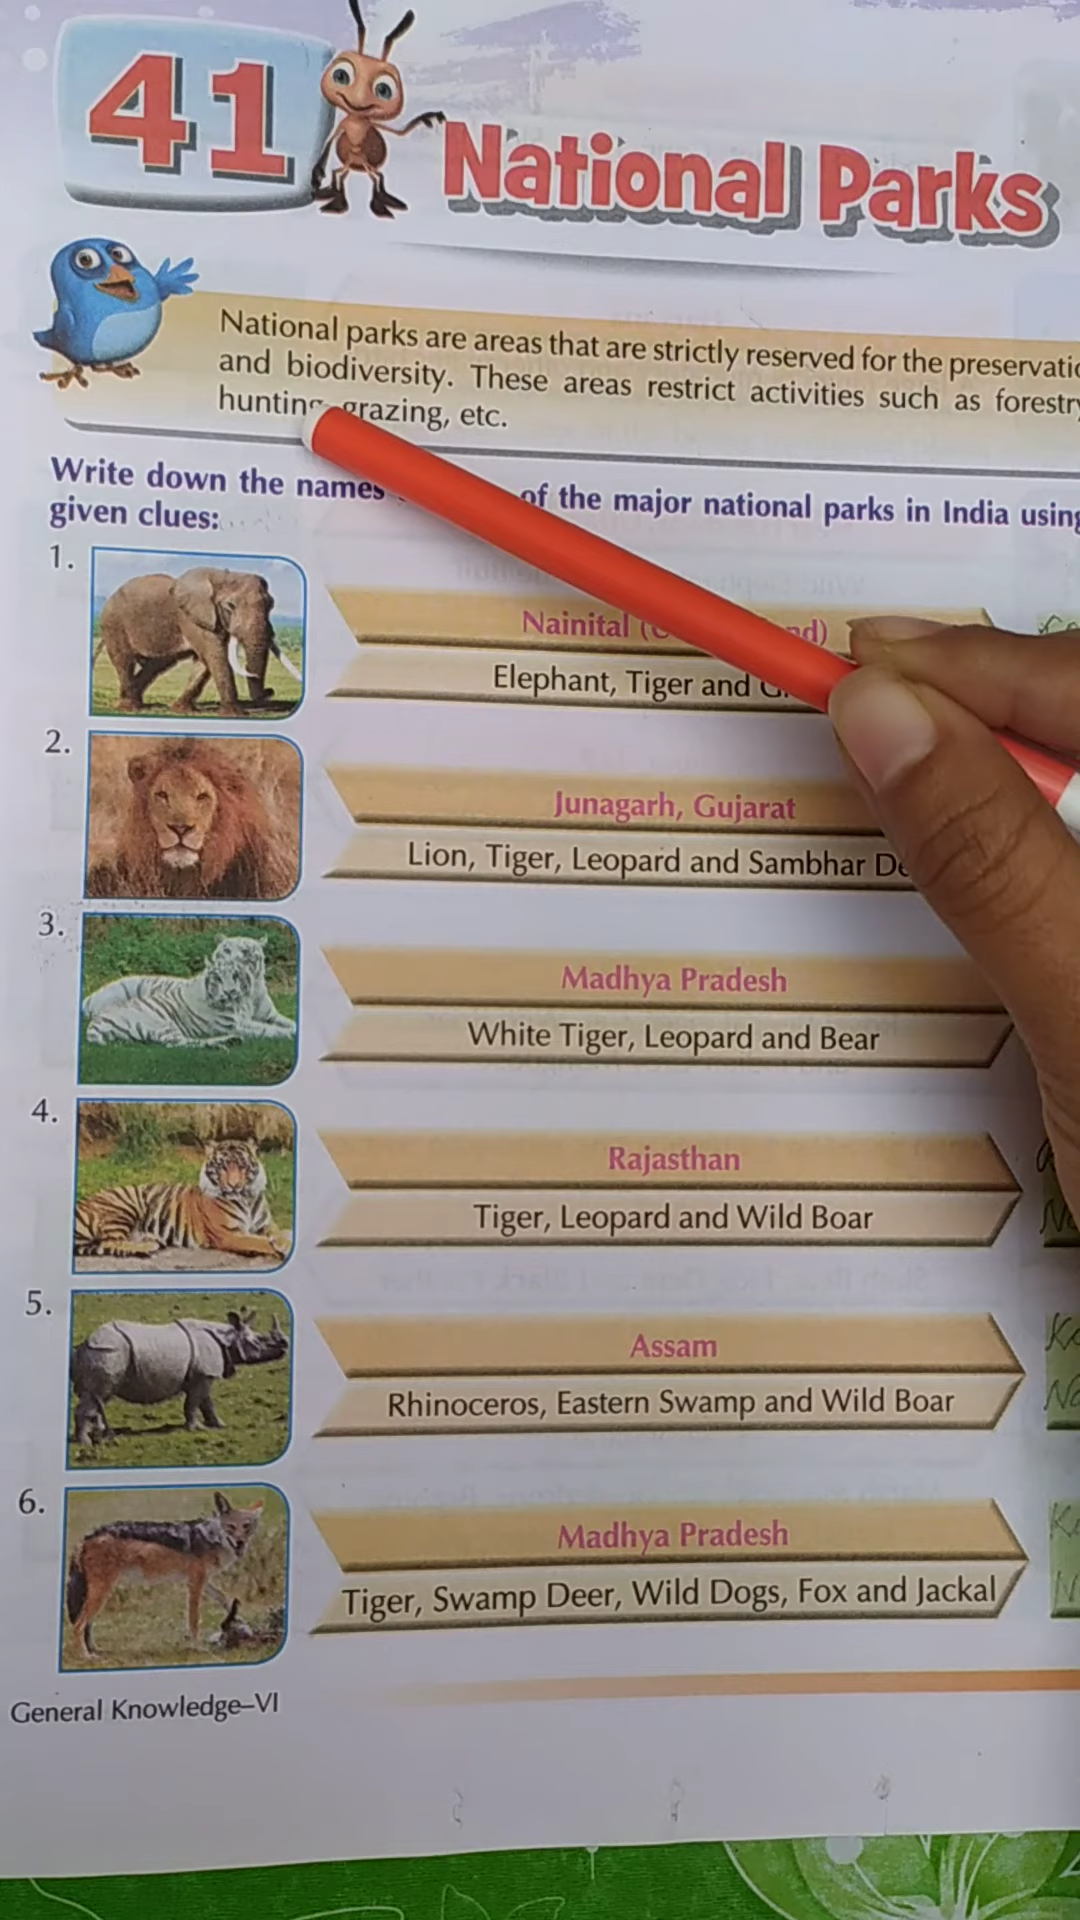 41 National Parks
National parks are areas that are strictly reserved for the
and biodiversity. These areas restrict activities such as
grazing, etc.
Write down the names of the major national parks in India
given clues:
1.
Nainital
Elephant, Tiger and
2.
Junagarh, Gujarat
Lion, Tiger, Leopard and Sambhar
3.
Madhya Pradesh
White Tiger, Leopard and Bear
4.
Rajasthan
Tiger, Leopard and Wild Boar
5.
Assam
Rhinoceros, Eastern Swamp and Wild Boar
6.
Madhya Pradesh
Tiger, Swamp Deer, Wild Dogs, Fox and Jackal
General Knowledge–VI